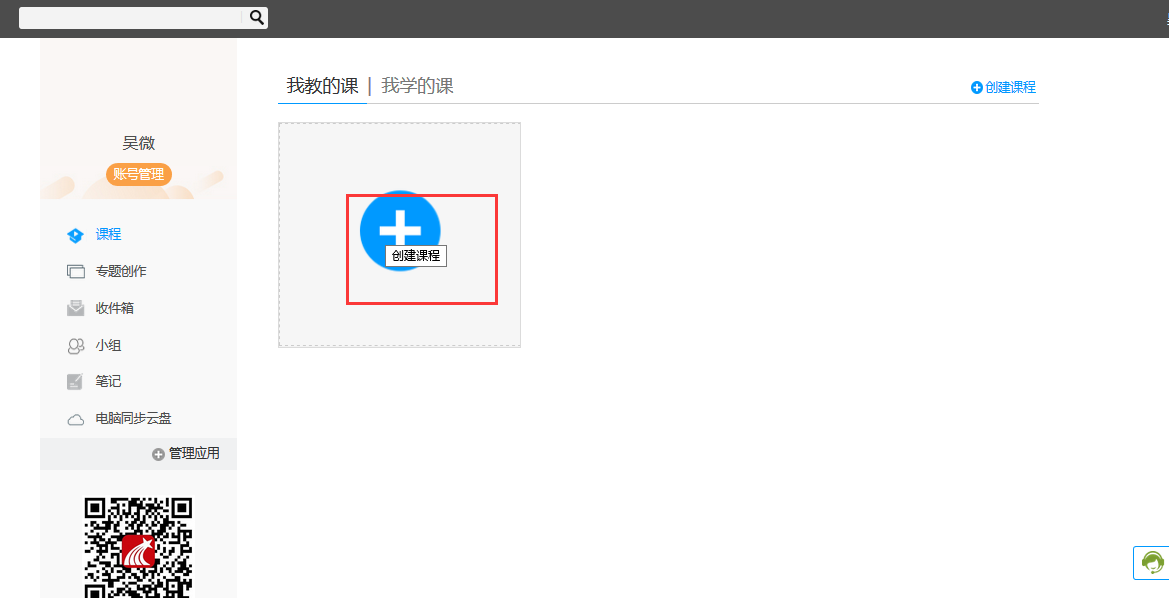 我教的课 | 我学的课
创建课程
吴微
账号管理
课程
专题创作
收件箱
小组
笔记
电脑同步云盘
管理应用
创建课程